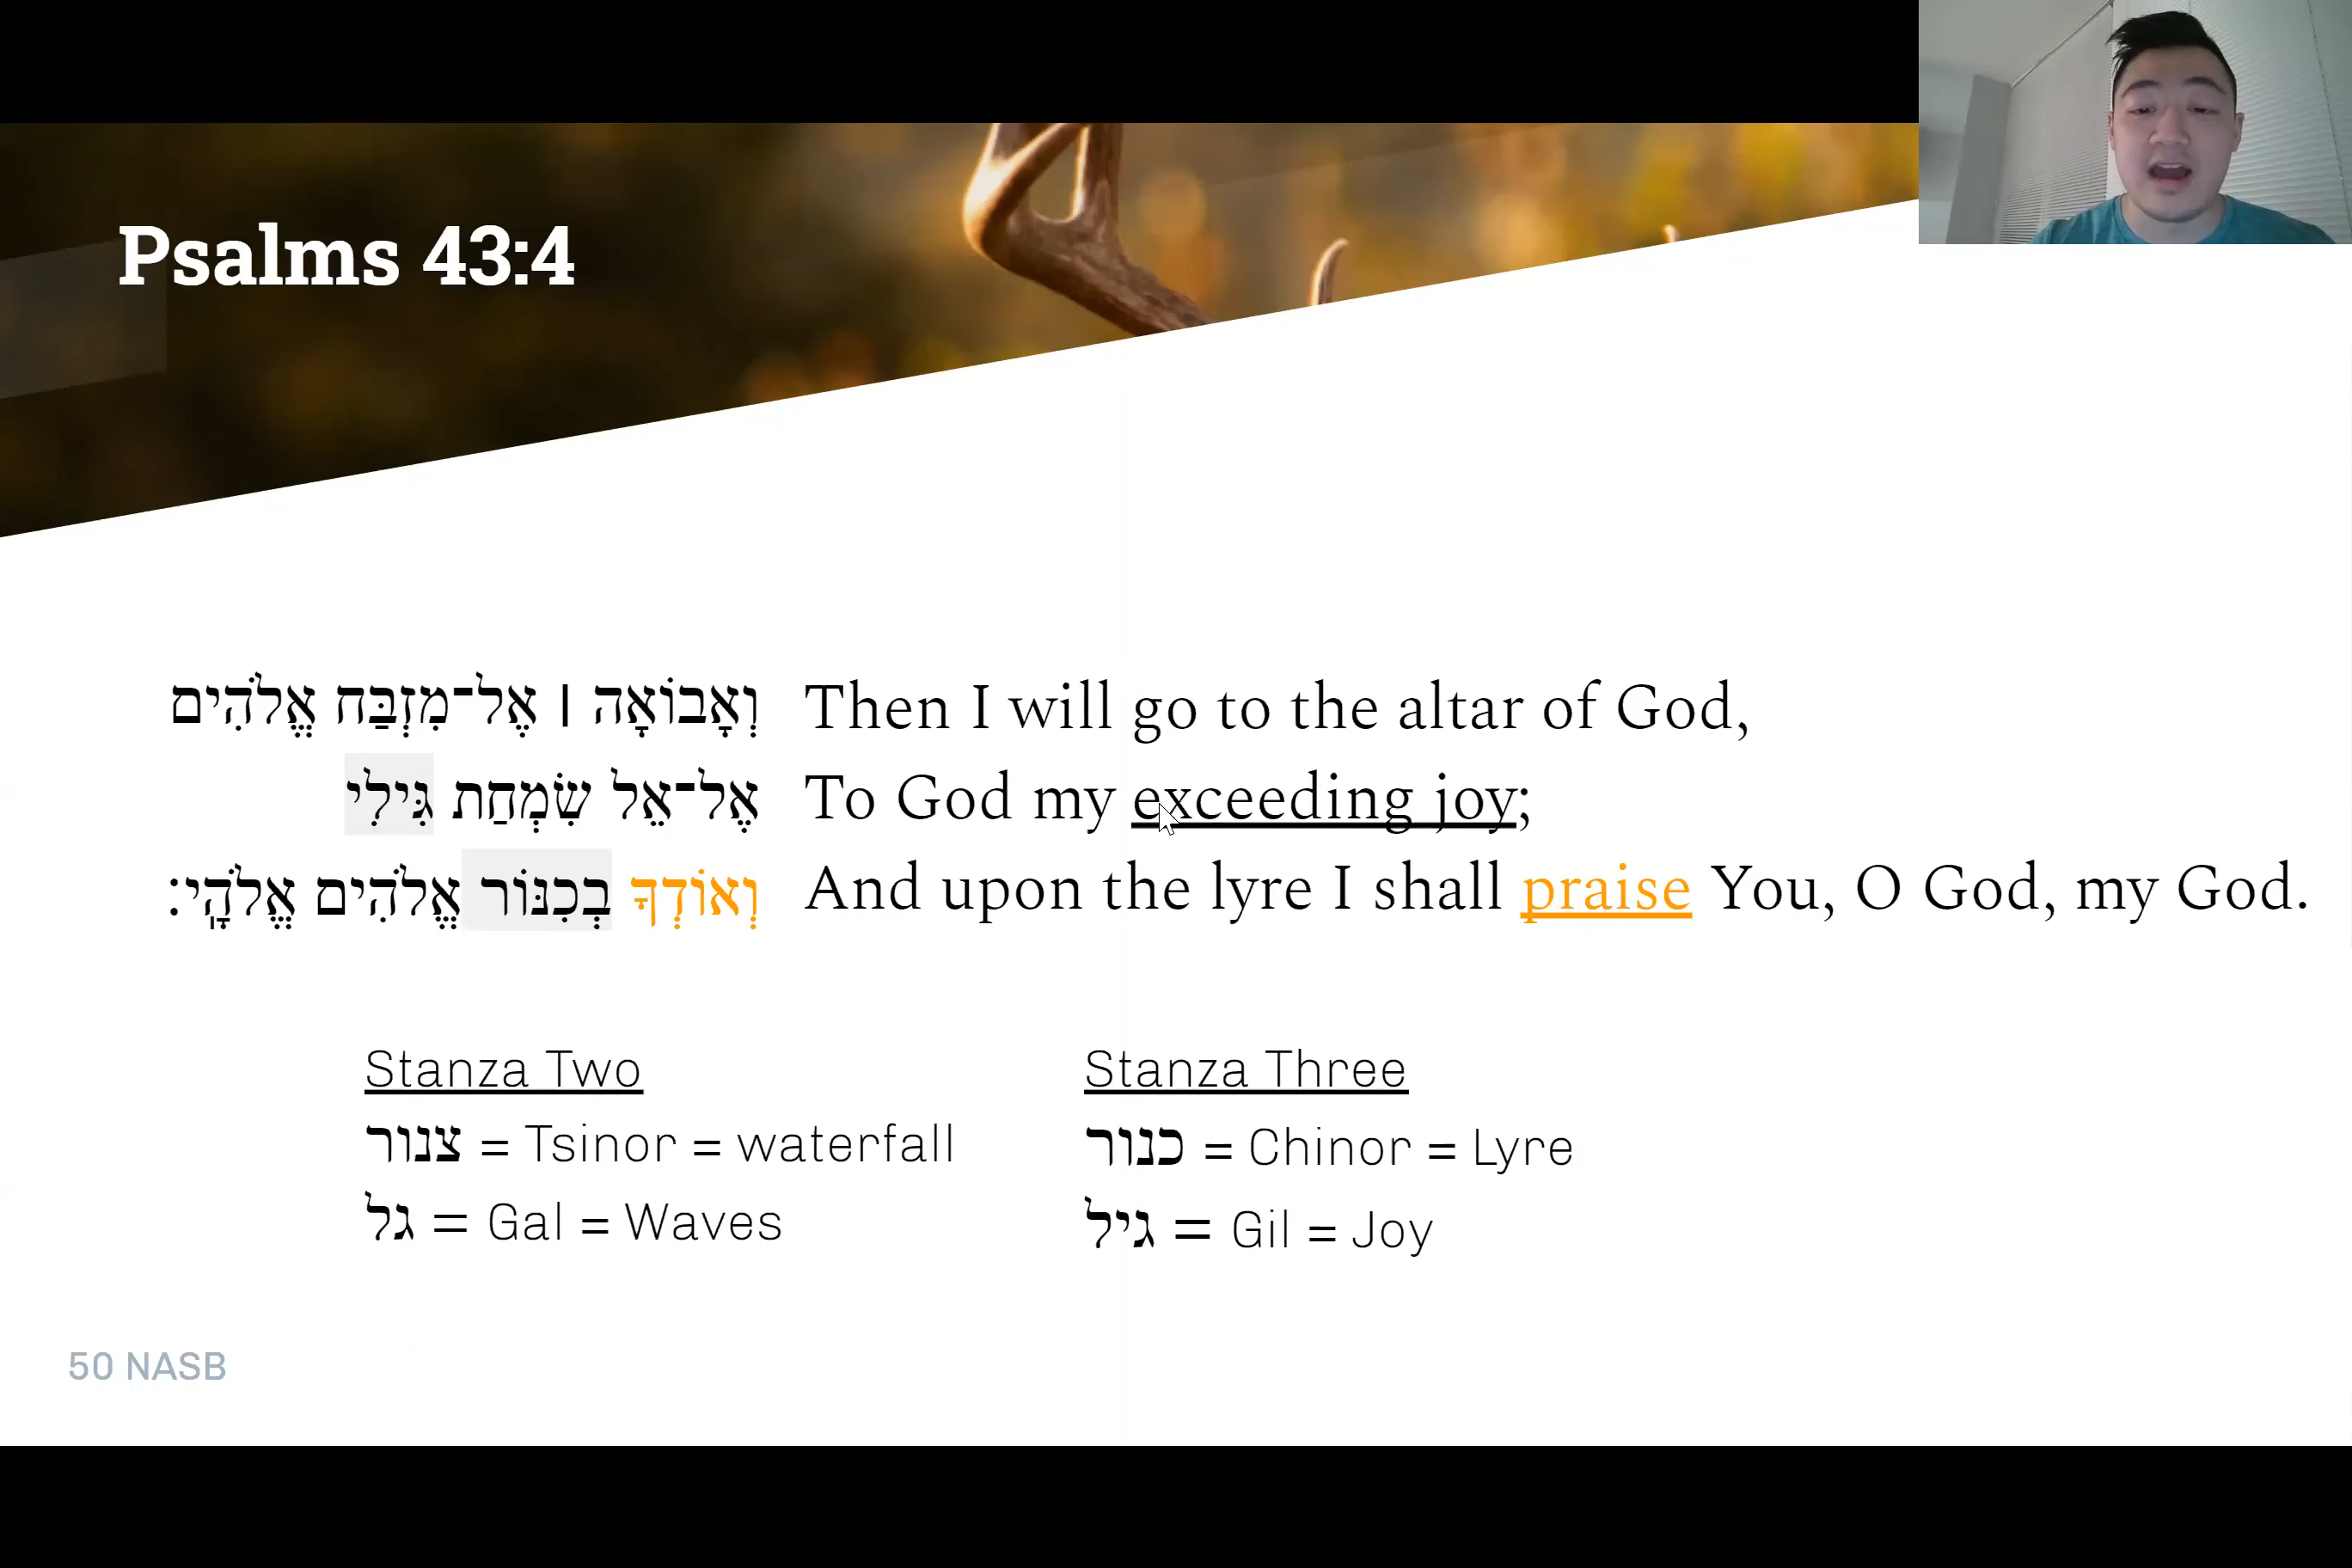 Psalms 43:4
וְאָבוֹאָה ׀ אֶל־מִזְבַּח אֱלֹהִים
Then I will go to the altar of God,
אֶל־אֵל שִׂמְחַת גִּילִי
To God my exceeding joy;
וְאוֹדְךָ בְכִנּוֹר אֱלֹהִים אֱלֹהָֽי׃
And upon the lyre I shall praise You, O God, my God.
Stanza Two
צנור = Tsinor = waterfall
גל = Gal = Waves
Stanza Three
כנור = Chinor = Lyre
גיל = Gil = Joy
50 NASB